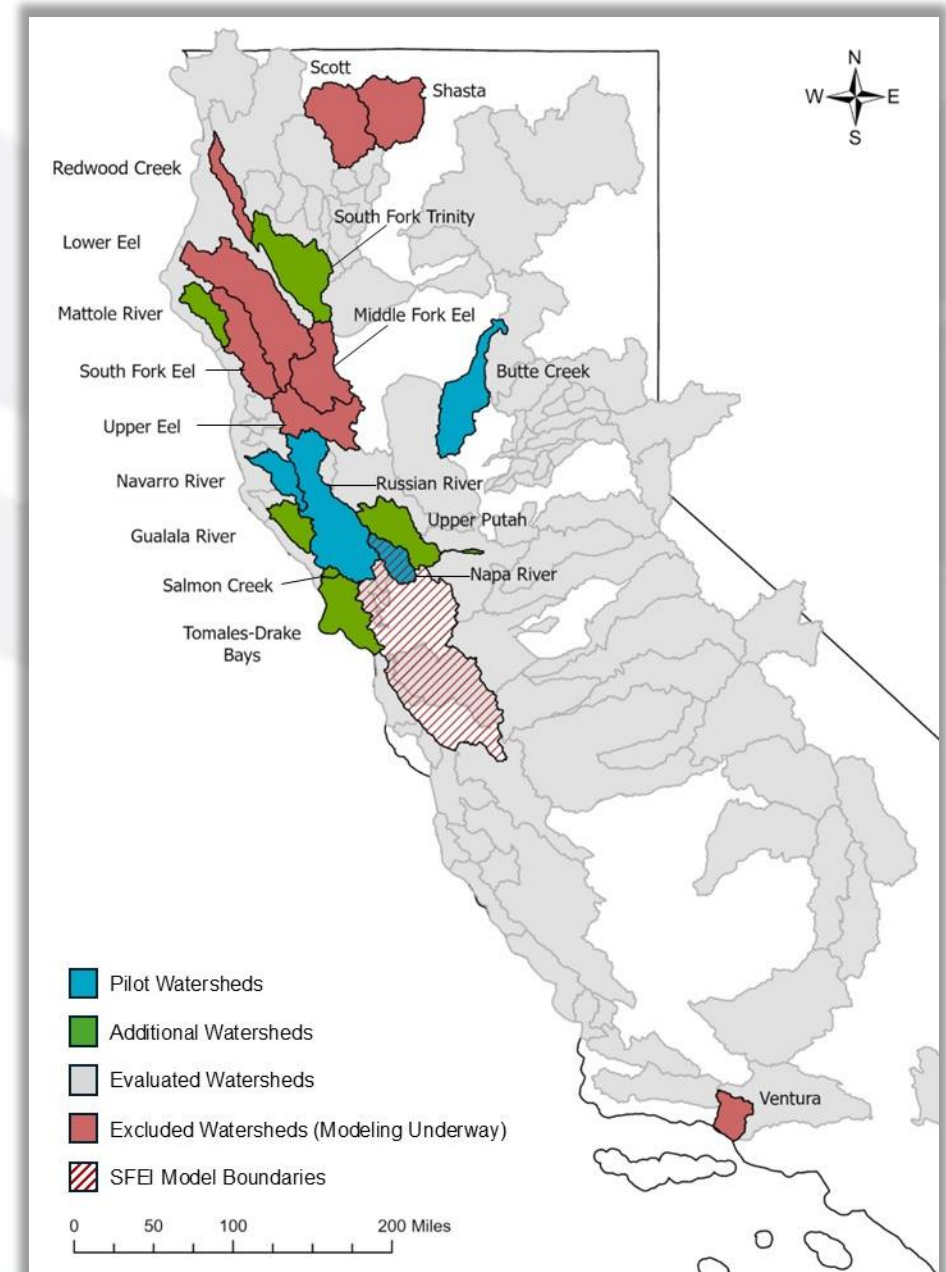 Scott
Shasta
N
W E
S
Redwood Creek
South Fork Trinity
Lower Eel
Mattole River
Middle Fork Eel
South Fork Eel
Butte Creek
Upper Eel
Navarro River
Russian River
Upper Putah
Gualala River
Napa River
Salmon Creek
Tomales-Drake
Bays
Pilot Watersheds
Additional Watersheds
Evaluated Watersheds
Excluded Watersheds (Modeling Underway)
SFEI Model Boundaries
Ventura
0 50 100 200 Miles